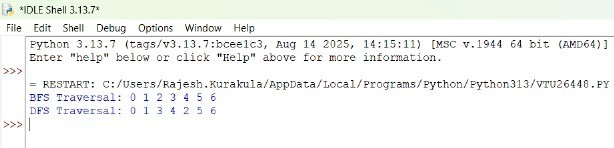 *IDLE Shell 3.13.7*
File Edit Shell Debug Options Window Help
Python 3.13.7 (tags/v3.13.7:bcee1c3, Aug 14 2025, 14:15:11) [MSC v.1944 64 bit (AMD64)]
Enter "help" below or click "Help" above for more information.
>>>
= RESTART: C:/Users/Rajesh.Kurakula/AppData/Local/Programs/Python/Python313/VTU26448.PY
BFS Traversal: 0 1 2 3 4 5 6
DFS Traversal: 0 1 3 4 2 5 6
>>>